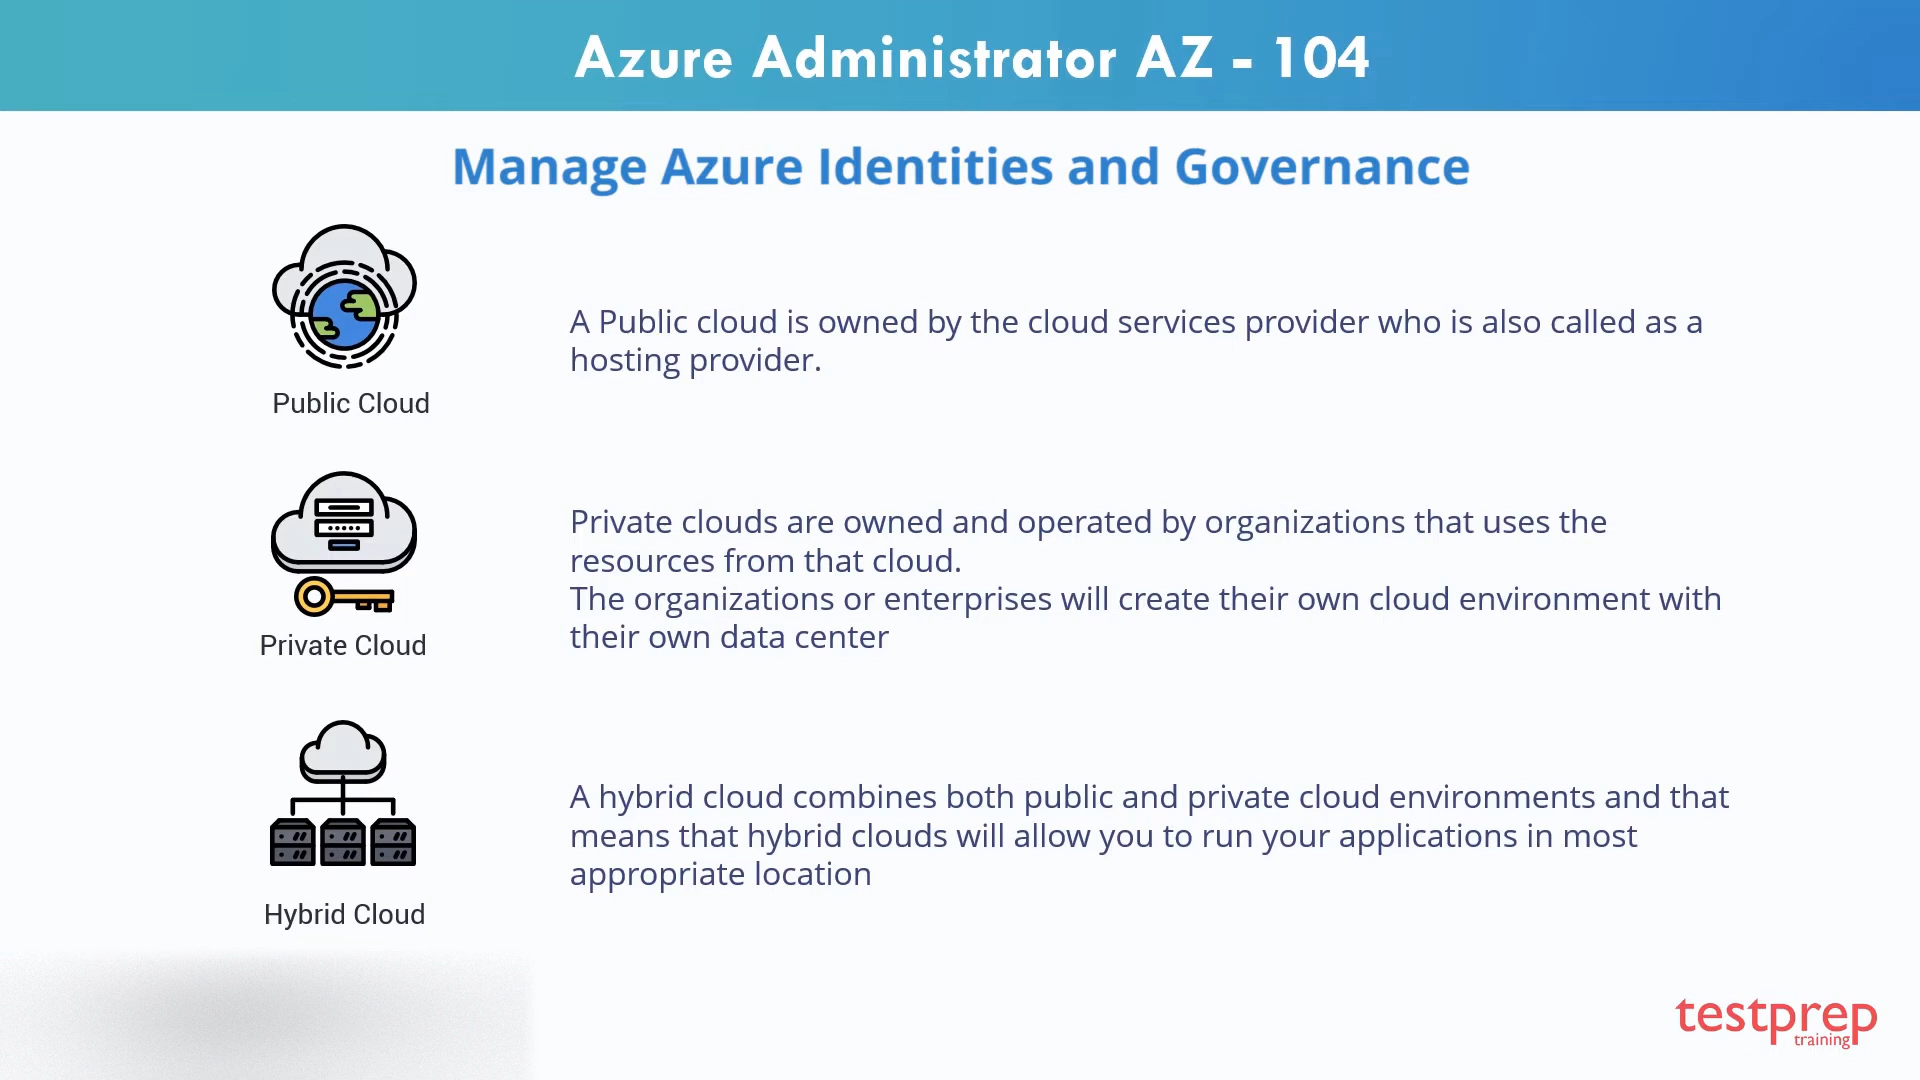 Azure Administrator AZ - 104
Manage Azure Identities and Governance
A Public cloud is owned by the cloud services provider who is also called as a
hosting provider.
Public Cloud
Private clouds are owned and operated by organizations that uses the
resources from that cloud.
The organizations or enterprises will create their own cloud environment with
their own data center
Private Cloud
A hybrid cloud combines both public and private cloud environments and that
means that hybrid clouds will allow you to run your applications in most
appropriate location
Hybrid Cloud
testprep
training